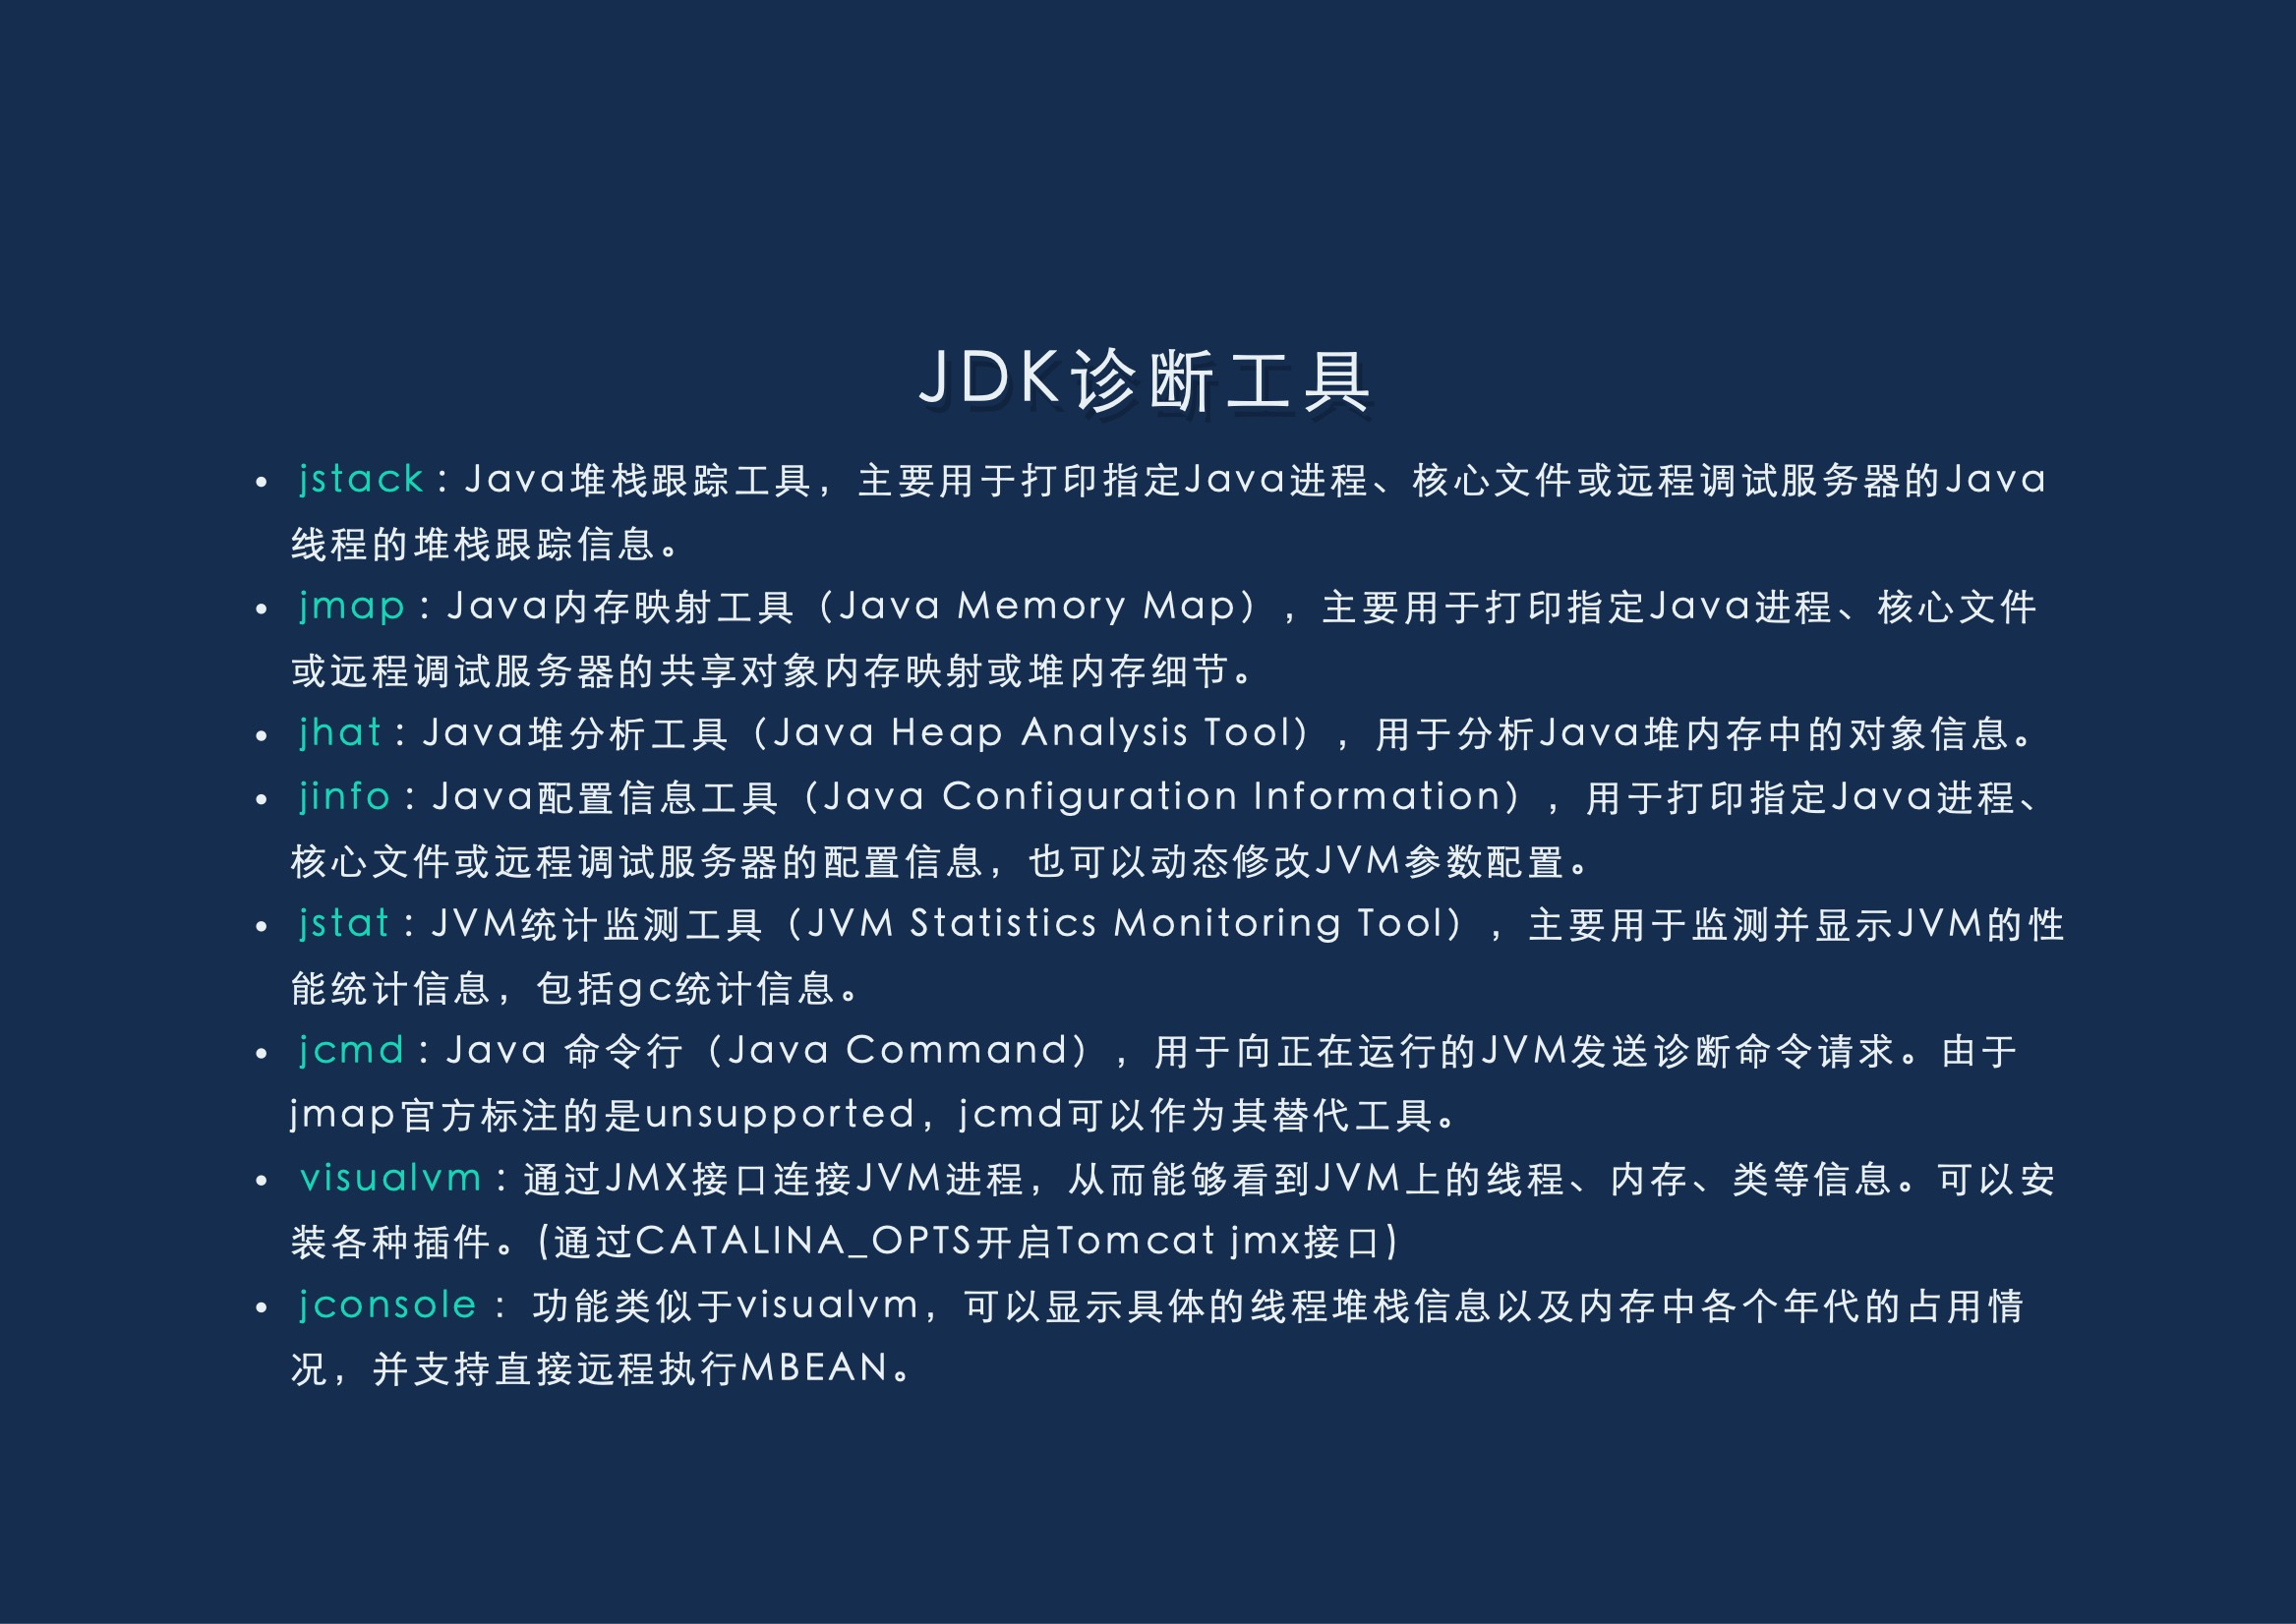 JDK诊断工具
• jstack：Java堆栈跟踪工具，主要用于打印指定Java进程、核心文件或远程调试服务器的Java
线程的堆栈跟踪信息。
• jmap：Java内存映射工具（Java Memory Map），主要用于打印指定Java进程、核心文件
或远程调试服务器的共享对象内存映射或堆内存细节。
• jhat：Java堆分析工具（Java Heap Analysis Tool），用于分析Java堆内存中的对象信息。
• jinfo：Java配置信息工具（Java Configuration Information），用于打印指定Java进程、
核心文件或远程调试服务器的配置信息，也可以动态修改JVM参数配置。
• jstat：JVM统计监测工具（JVM Statistics Monitoring Tool），主要用于监测并显示JVM的性
能统计信息，包括gc统计信息。
• jcmd：Java 命令行（Java Command），用于向正在运行的JVM发送诊断命令请求。由于
jmap官方标注的是unsupported，jcmd可以作为其替代工具。
• visualvm：通过JMX接口连接JVM进程，从而能够看到JVM上的线程、内存、类等信息。可以安
装各种插件。(通过CATALINA_OPTS开启Tomcat jmx接口)
• jconsole： 功能类似于visualvm，可以显示具体的线程堆栈信息以及内存中各个年代的占用情
况，并支持直接远程执行MBEAN。